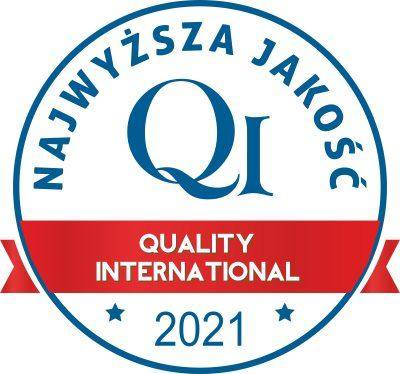 NAJWYŻSZA JAKOŚĆ
QI
QUALITY
INTERNATIONAL
2021